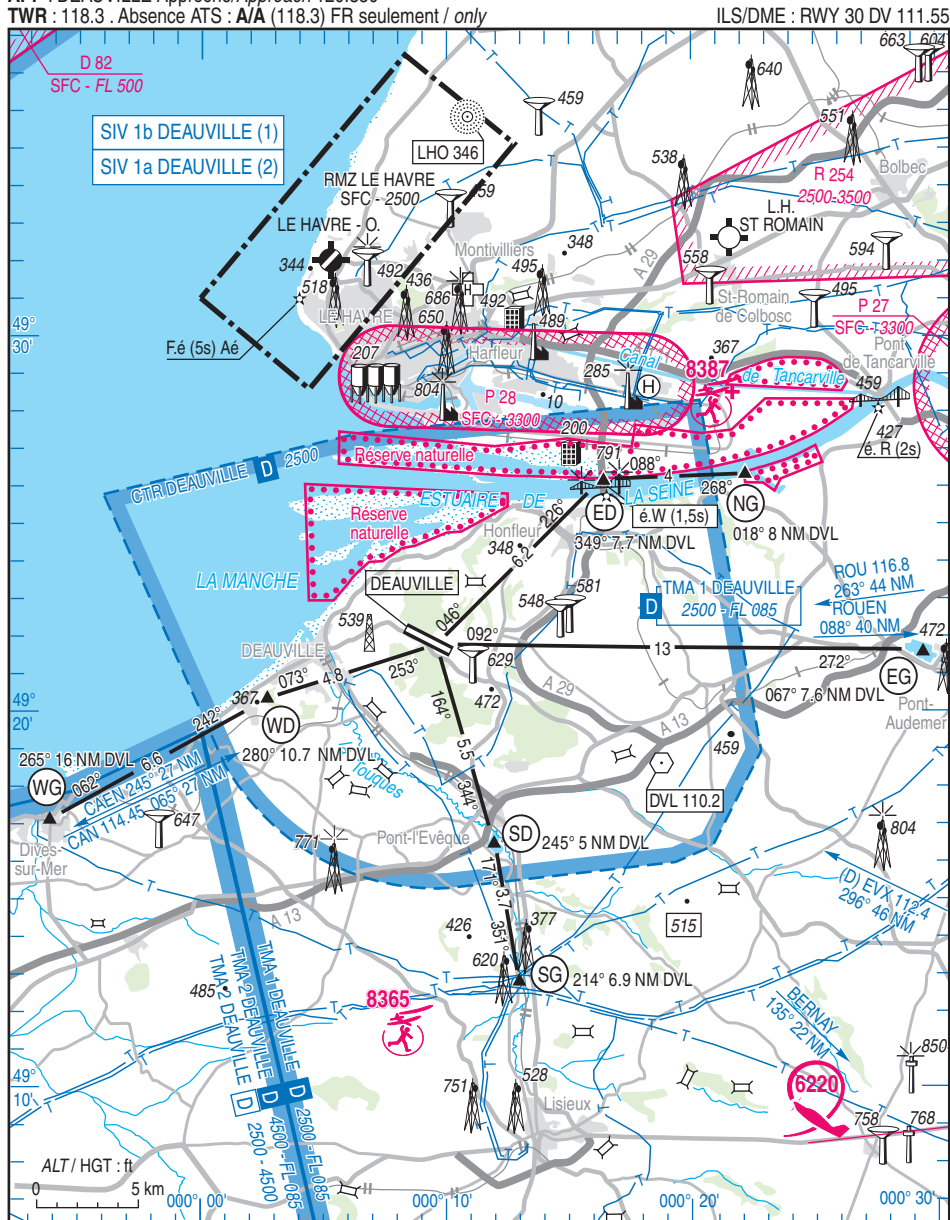 TWR : 118.3 . Absence ATS : A/A (118.3) FR seulement / only
ILS/DME : RWY 30 DV 111.55
D 82
SFC - FL 500
SIV 1b DEAUVILLE (1)
SIV 1a DEAUVILLE (2)
LHO 346
459
640
663
604
551
538
R 254
2500-3500
Bolbec
RMZ LE HAVRE
SFC - 2500
LE HAVRE - O.
Montivilliers
348
L.H.
ST ROMAIN
594
558
344
518
492
436
686
H
492
495
A 29
St-Romain
de Colbosc
495
P 27
SFC - 3300
LE HAVRE
650
489
49°
30'
F.é (5s) Aé
207
Harfleur
Canal
de Tancarville
367
Pont
de Tancarville
8387
285
H
459
804
P 28
SFC - 3300
10
427
é. R (2s)
200
CTR DEAUVILLE D 2500
Réserve naturelle
791
088°
4
268°
ESTUAIRE DE LA SEINE
ED
é.W (1,5s)
NG
349° 7.7 NM DVL
018° 8 NM DVL
Réserve
naturelle
Honfleur
226°
6.2
046°
348
LA MANCHE
DEAUVILLE
581
548
D
TMA 1 DEAUVILLE
2500 - FL 085
ROU 116.8
263° 44 NM
ROUEN
088° 40 NM
539
472
DEAUVILLE
092°
13
272°
629
EG
067° 7.6 NM DVL
253°
4.8
073°
367
472
A 29
A 13
Pont-
Audemer
49°
20'
WD
280° 10.7 NM DVL
164°
5.5
344°
459
265° 16 NM DVL
WG
242°
6.6
062°
CAEN 245° 27 NM
CAN 114.45 065° 27 NM
Touques
DVL 110.2
647
771
Pont-l'Evêque
SD
245° 5 NM DVL
804
Dives-
sur-Mer
171°
3.7
351°
(D) EVX 112.4
296° 46 NM
A 13
426
377
515
620
SG
214° 6.9 NM DVL
485
8365
BERNAY
135° 22 NM
850
TMA 1 DEAUVILLE D 2500 - FL 085
TMA 2 DEAUVILLE D 4500 - FL 085
TMA 2 DEAUVILLE D 2500 - 4500
49°
10'
751
528
6220
Lisieux
758
768
ALT / HGT : ft
0
5 km
000° 00'
000° 10'
000° 20'
000° 30'